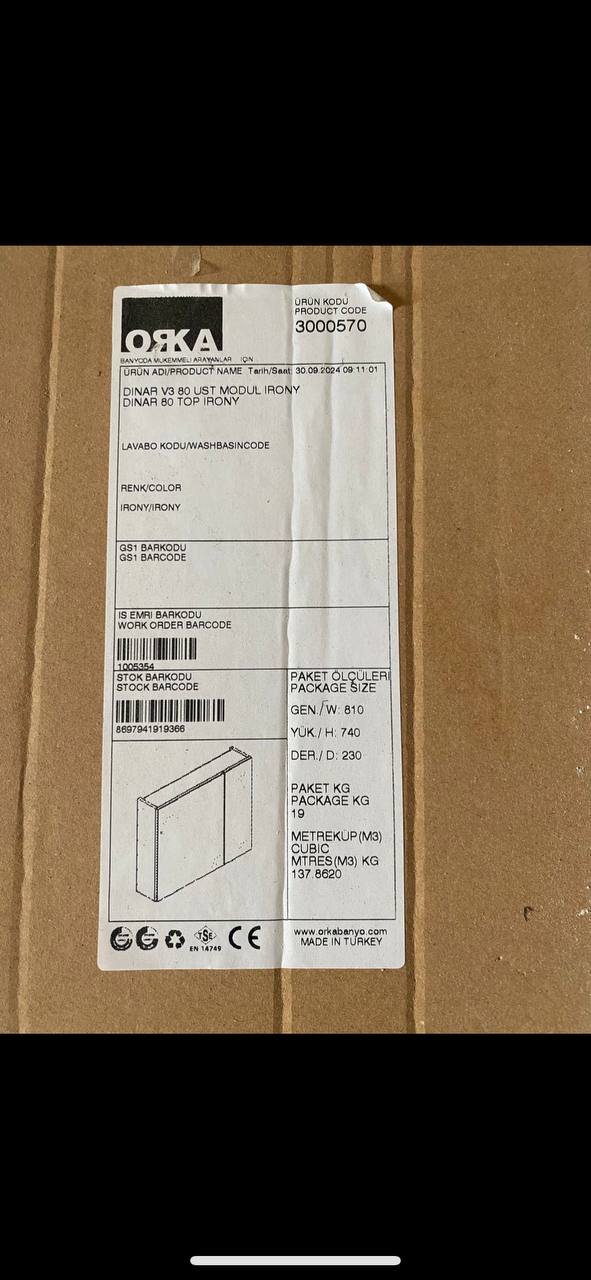 ORKA
BANYODA MÜKEMMELİ ARAYANLAR İÇİN
ÜRÜN KODU
PRODUCT CODE
3000570
ÜRÜN ADI/PRODUCT NAME Tarih/Saat: 30.09.2024 09:11:01
DINAR V3 80 UST MODUL IRONY
DINAR 80 TOP IRONY
LAVABO KODU/WASHBASINCODE
RENK/COLOR
IRONY/IRONY
GS1 BARKODU
GS1 BARCODE
IS EMRI BARKODU
WORK ORDER BARCODE
1005354
STOK BARKODU
STOCK BARCODE
8697941919366
PAKET ÖLÇÜLERİ
PACKAGE SIZE
GEN./W: 810
YÜK./ H: 740
DER./ D: 230
PAKET KG
PACKAGE KG
19
METREKÜP(M3)
CUBIC
MTRES(M3) KG
137.8620
TSE
EN 14749
CE
www.orkabanyo.com
MADE IN TURKEY